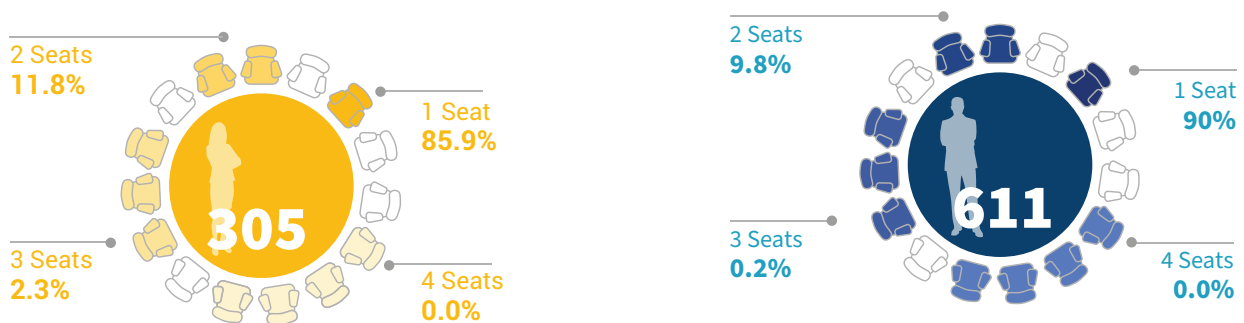 2 Seats
11.8%
1 Seat
85.9%
305
3 Seats
2.3%
4 Seats
0.0%
2 Seats
9.8%
1 Seat
90%
611
3 Seats
0.2%
4 Seats
0.0%